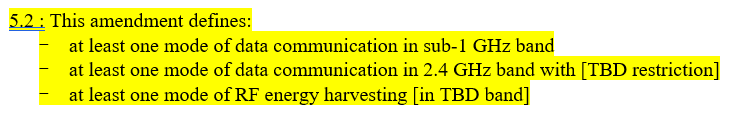 5.2 : This amendment defines:
– at least one mode of data communication in sub-1 GHz band
– at least one mode of data communication in 2.4 GHz band with [TBD restriction]
– at least one mode of RF energy harvesting [in TBD band]